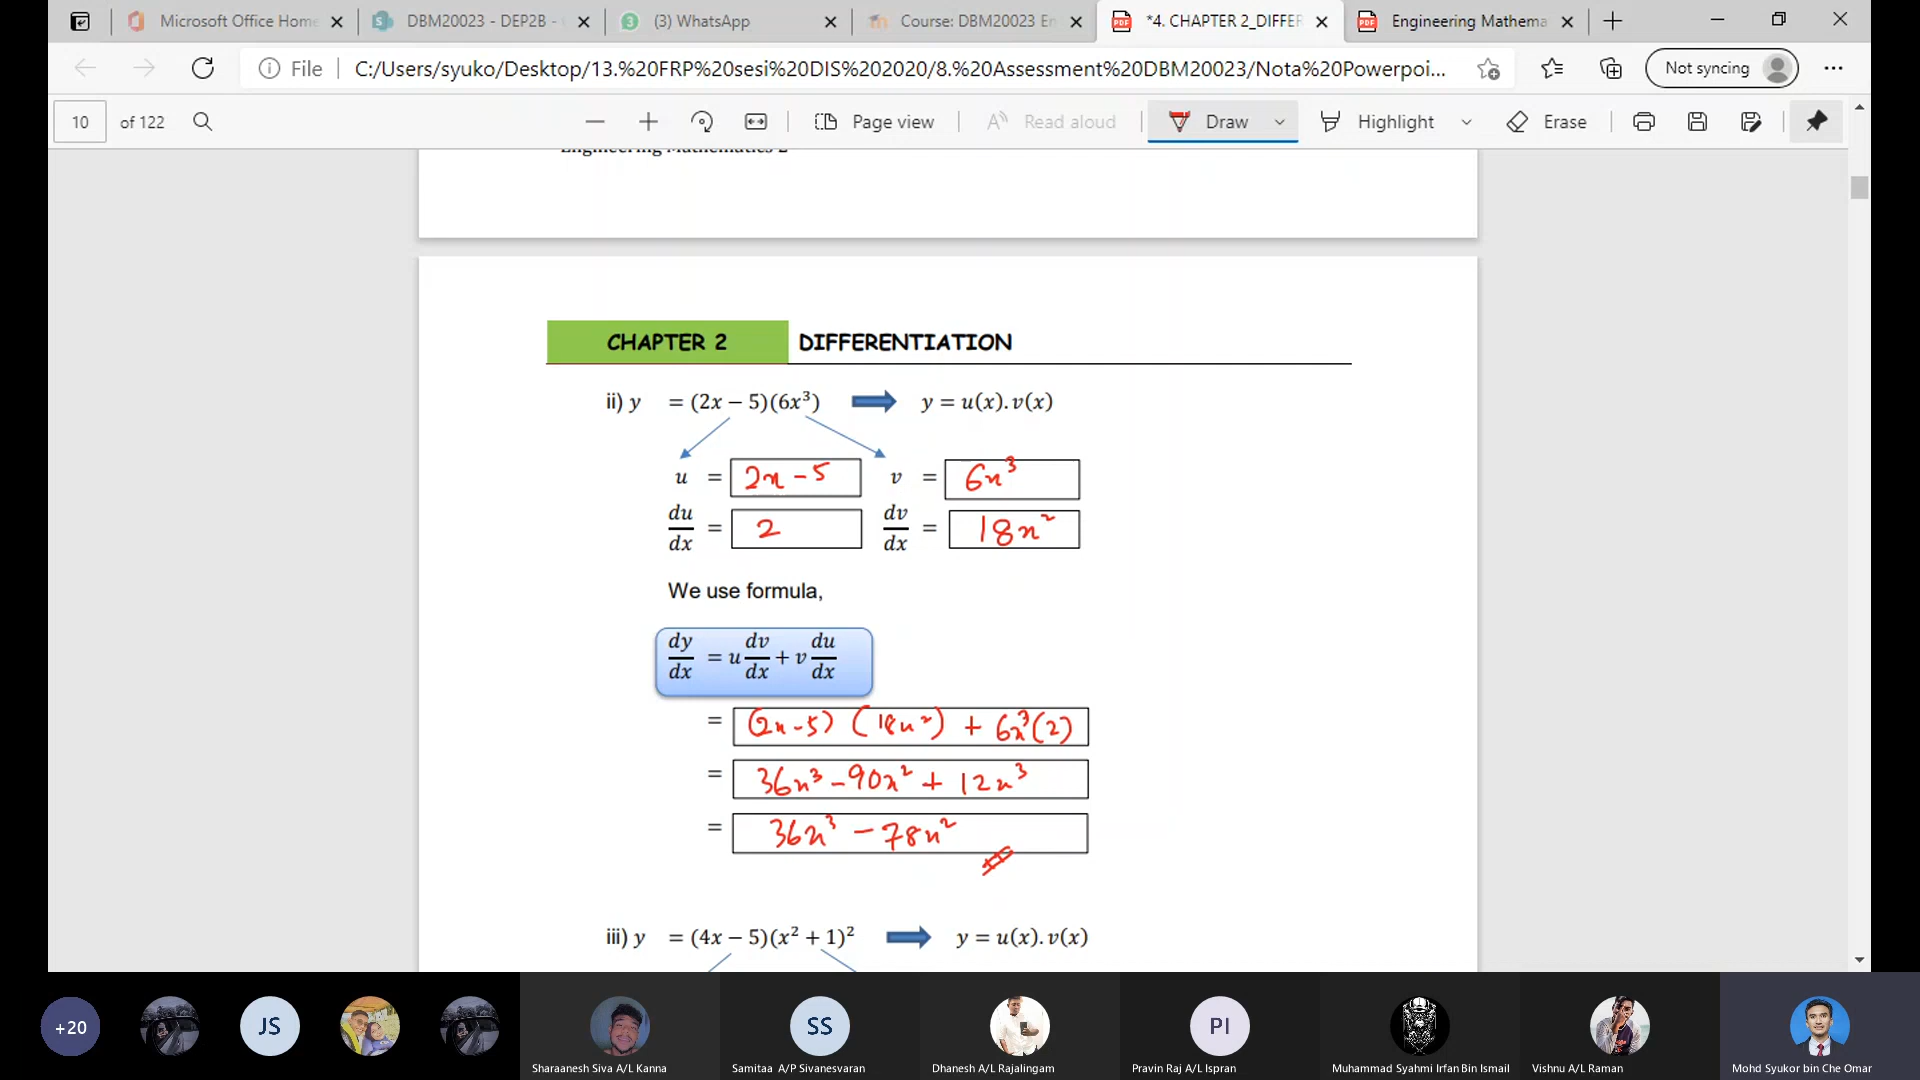 Microsoft Office Home
DBM20023 - DEP2B -
(3) WhatsApp
Course: DBM20023 En
*4. CHAPTER 2_DIFFER
Engineering Mathema
File C:/Users/syuko/Desktop/13.%20FRP%20sesi%20DIS%202020/8.%20Assessment%20DBM20023/Nota%20Powerpoi...
Not syncing
10 of 122
Page view
Read aloud
Draw
Highlight
Erase
Engineering Mathematics 2
CHAPTER 2 DIFFERENTIATION
ii) y = (2x − 5)(6x³) y = u(x).v(x)
u = 2x - 5 v = 6x³
du/dx = 2 dv/dx = 18x²
We use formula,
dy/dx = u dv/dx + v du/dx
= (2x-5) (18x²) + 6x³(2)
= 36x³ - 90x² + 12x³
= 36x³ - 78x²
iii) y = (4x − 5)(x² + 1)² y = u(x).v(x)
+20
JS
SS
PI
Sharaanesh Siva A/L Kanna
Samitaa A/P Sivanesvaran
Dhanesh A/L Rajalingam
Pravin Raj A/L Ispran
Muhammad Syahmi Irfan Bin Ismail
Vishnu A/L Raman
Mohd Syukor bin Che Omar